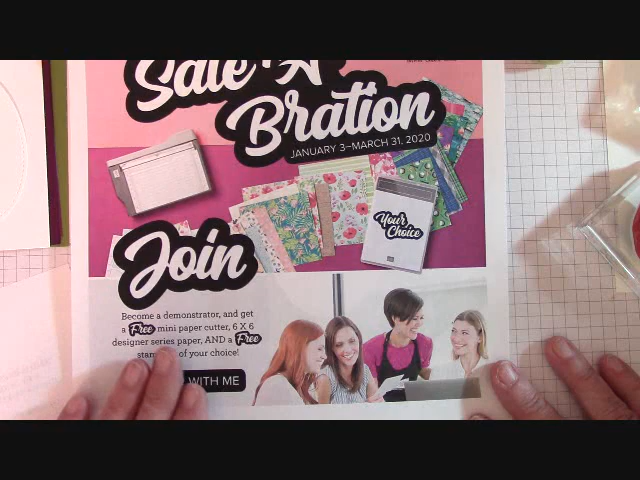 Sale A
Bration
JANUARY 3–MARCH 31, 2020
Your
Choice
Join
Become a demonstrator, and get
a Free mini paper cutter, 6 X 6
designer series paper, AND a Free
of your choice!
WITH ME